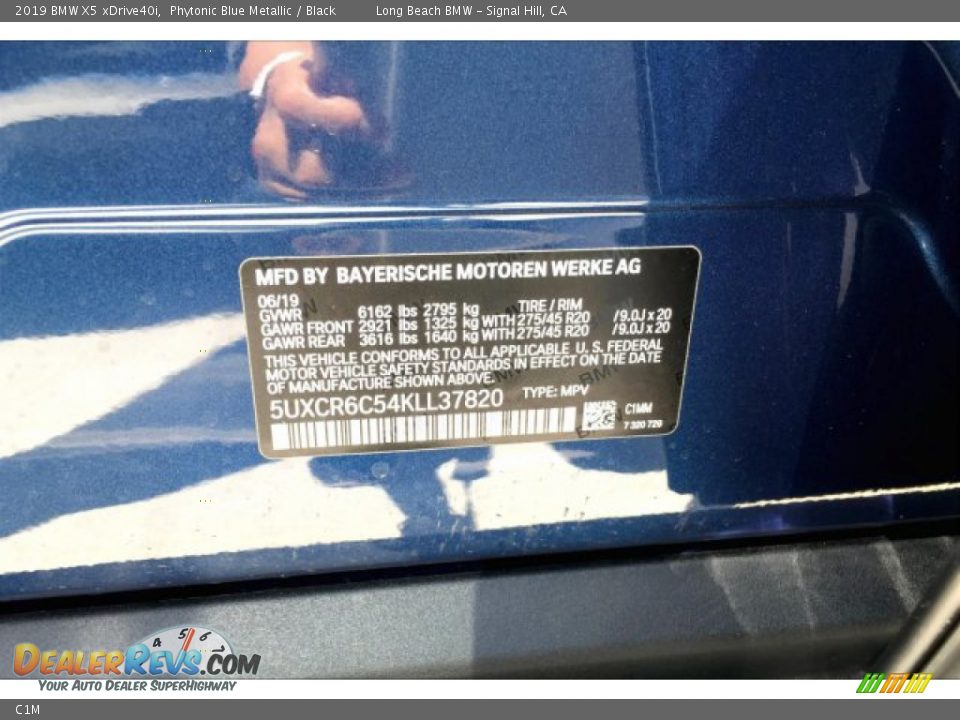 2019 BMW X5 xDrive40i, Phytonic Blue Metallic / Black Long Beach BMW - Signal Hill, CA
MFD BY BAYERISCHE MOTOREN WERKE AG
06/19 TIRE / RIM
GVWR 6162 lbs 2795 kg
GAWR FRONT 2921 lbs 1325 kg WITH 275/45 R20 /9.0J x 20
GAWR REAR 3616 lbs 1640 kg WITH 275/45 R20 /9.0J x 20
THIS VEHICLE CONFORMS TO ALL APPLICABLE U. S. FEDERAL
MOTOR VEHICLE SAFETY STANDARDS IN EFFECT ON THE DATE
OF MANUFACTURE SHOWN ABOVE.
5UXCR6C54KLL37820 TYPE: MPV
C1MM
7 320 726
4 5 6
DEALERREVS.COM
YOUR AUTO DEALER SUPERHIGHWAY
C1M